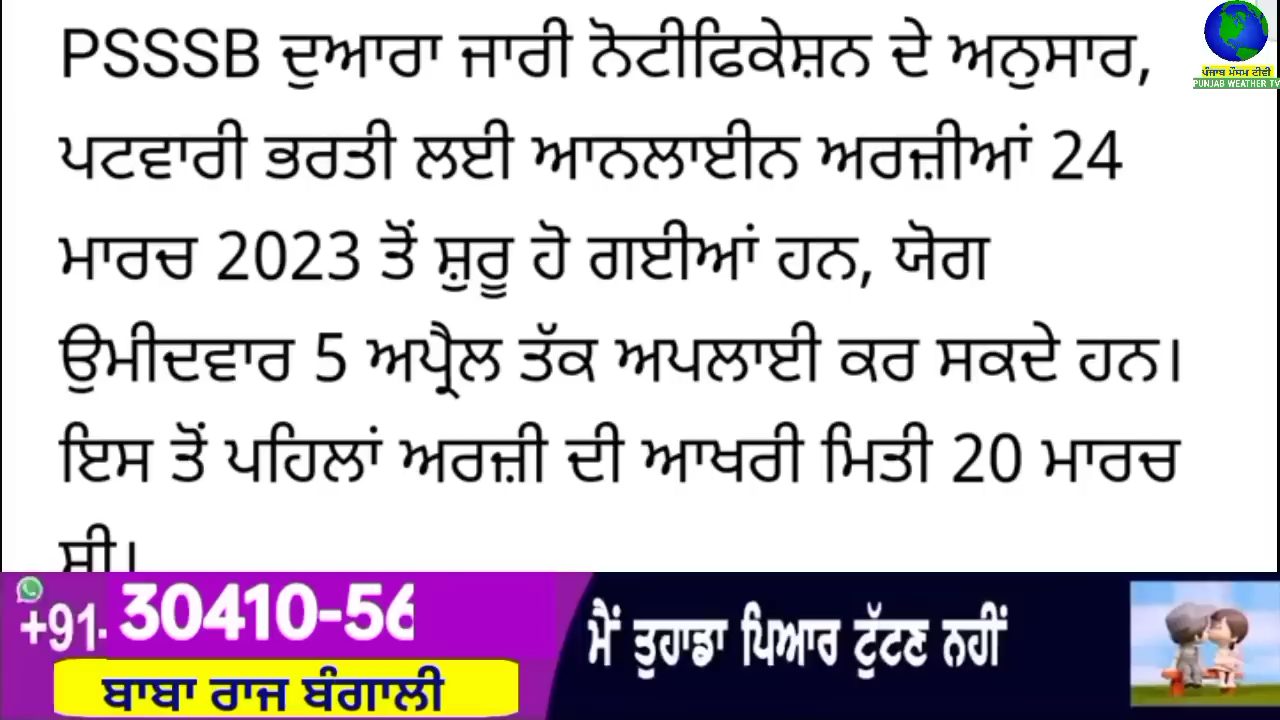 PSSSB ਦੁਆਰਾ ਜਾਰੀ ਨੋਟੀਫਿਕੇਸ਼ਨ ਦੇ ਅਨੁਸਾਰ,
ਪਟਵਾਰੀ ਭਰਤੀ ਲਈ ਆਨਲਾਈਨ ਅਰਜ਼ੀਆਂ 24
ਮਾਰਚ 2023 ਤੋਂ ਸ਼ੁਰੂ ਹੋ ਗਈਆਂ ਹਨ, ਯੋਗ
ਉਮੀਦਵਾਰ 5 ਅਪ੍ਰੈਲ ਤੱਕ ਅਪਲਾਈ ਕਰ ਸਕਦੇ ਹਨ।
ਇਸ ਤੋਂ ਪਹਿਲਾਂ ਅਰਜ਼ੀ ਦੀ ਆਖਰੀ ਮਿਤੀ 20 ਮਾਰਚ
ਸੀ।
ਪੰਜਾਬ ਮੌਸਮ ਟੀਵੀ
PUNJAB WEATHER TV
+91- 30410-56
ਬਾਬਾ ਰਾਜ ਬੰਗਾਲੀ
ਮੈਂ ਤੁਹਾਡਾ ਪਿਆਰ ਟੁੱਟਣ ਨਹੀਂ